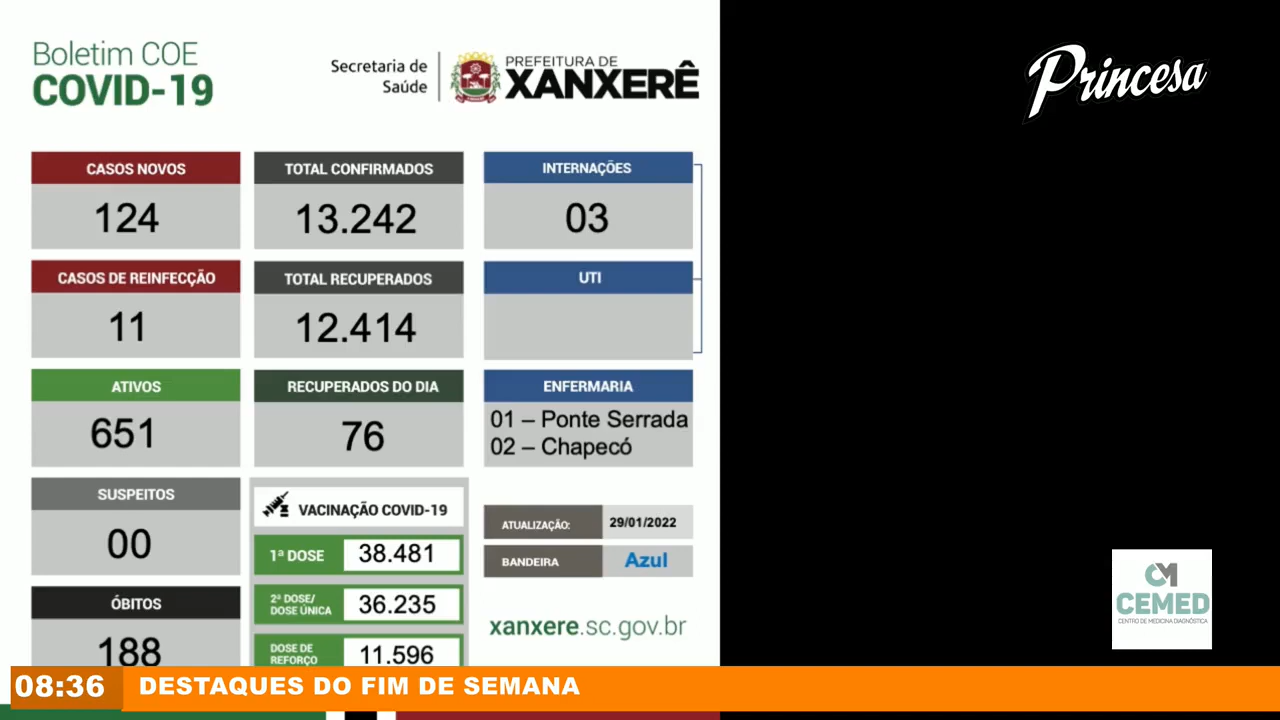 Boletim COE
COVID-19
Secretaria de
Saúde
PREFEITURA DE
XANXERÊ
Princesa
CASOS NOVOS
124
TOTAL CONFIRMADOS
13.242
INTERNAÇÕES
03
CASOS DE REINFECÇÃO
11
TOTAL RECUPERADOS
12.414
UTI
ATIVOS
651
RECUPERADOS DO DIA
76
ENFERMARIA
01 – Ponte Serrada
02 – Chapecó
SUSPEITOS
00
VACINAÇÃO COVID-19
1ª DOSE
38.481
2ª DOSE/
DOSE ÚNICA
36.235
DOSE DE
REFORÇO
11.596
ATUALIZAÇÃO:
29/01/2022
BANDEIRA
Azul
ÓBITOS
188
xanxere.sc.gov.br
CEMED
CENTRO DE MEDICINA DIAGNÓSTICA
08:36
DESTAQUES DO FIM DE SEMANA